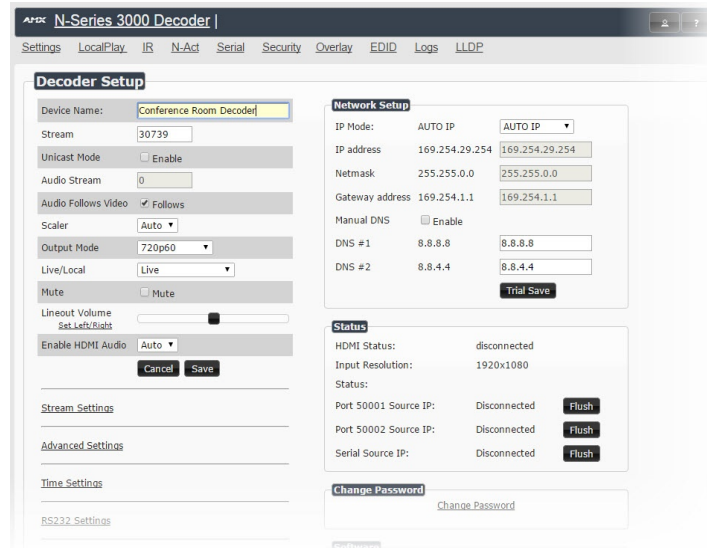 AMX N-Series 3000 Decoder |
?
Settings LocalPlay IR N-Act Serial Security Overlay EDID Logs LLDP
Decoder Setup
Device Name: Conference Room Decoder
Stream 30739
Unicast Mode Enable
Audio Stream 0
Audio Follows Video Follows
Scaler Auto
Output Mode 720p60
Live/Local Live
Mute Mute
Lineout Volume
Set Left/Right
Enable HDMI Audio Auto
Cancel Save
Stream Settings
Advanced Settings
Time Settings
RS232 Settings
Network Setup
IP Mode: AUTO IP AUTO IP
IP address 169.254.29.254 169.254.29.254
Netmask 255.255.0.0 255.255.0.0
Gateway address 169.254.1.1 169.254.1.1
Manual DNS Enable
DNS #1 8.8.8.8 8.8.8.8
DNS #2 8.8.4.4 8.8.4.4
Trial Save
Status
HDMI Status: disconnected
Input Resolution: 1920x1080
Status:
Port 50001 Source IP: Disconnected Flush
Port 50002 Source IP: Disconnected Flush
Serial Source IP: Disconnected Flush
Change Password
Change Password